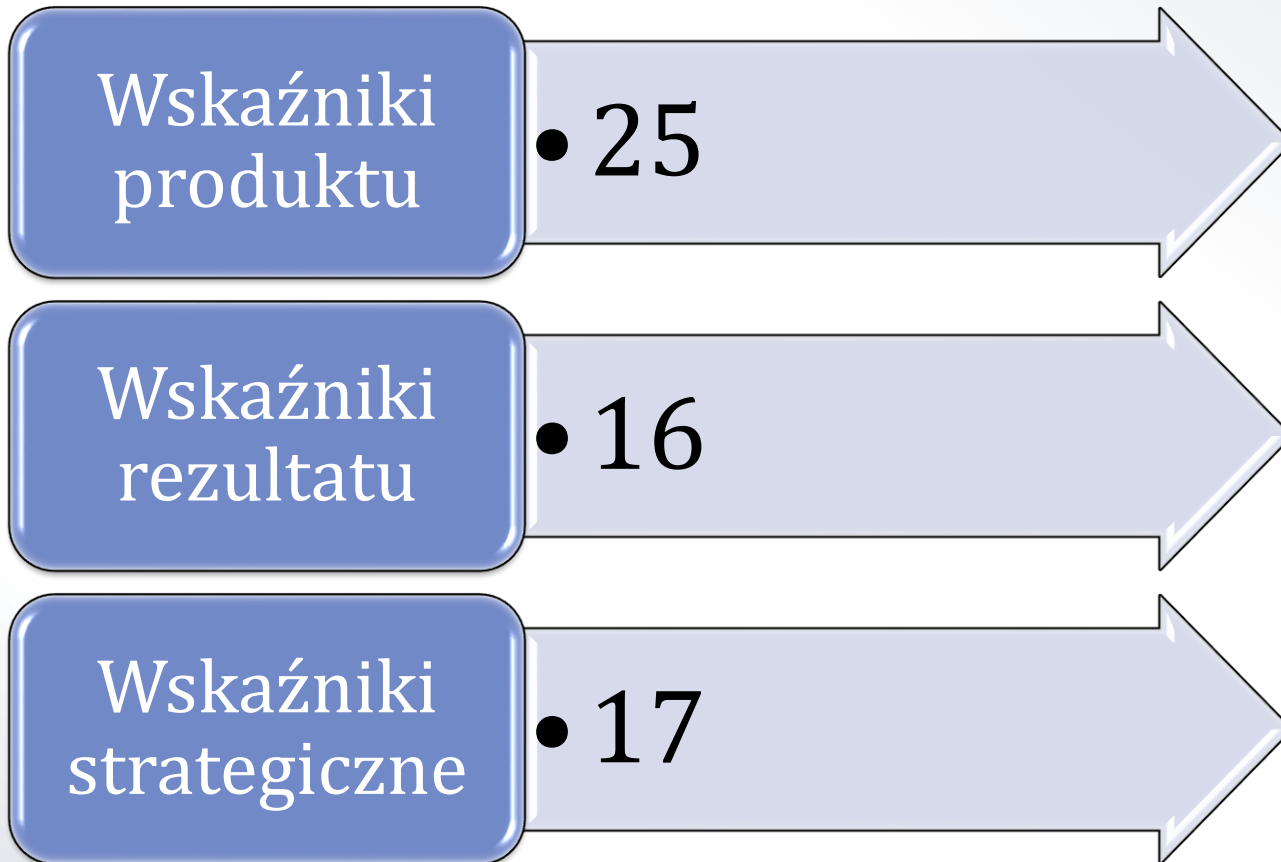 Wskaźniki
produktu
• 25
Wskaźniki
rezultatu
• 16
Wskaźniki
strategiczne
• 17